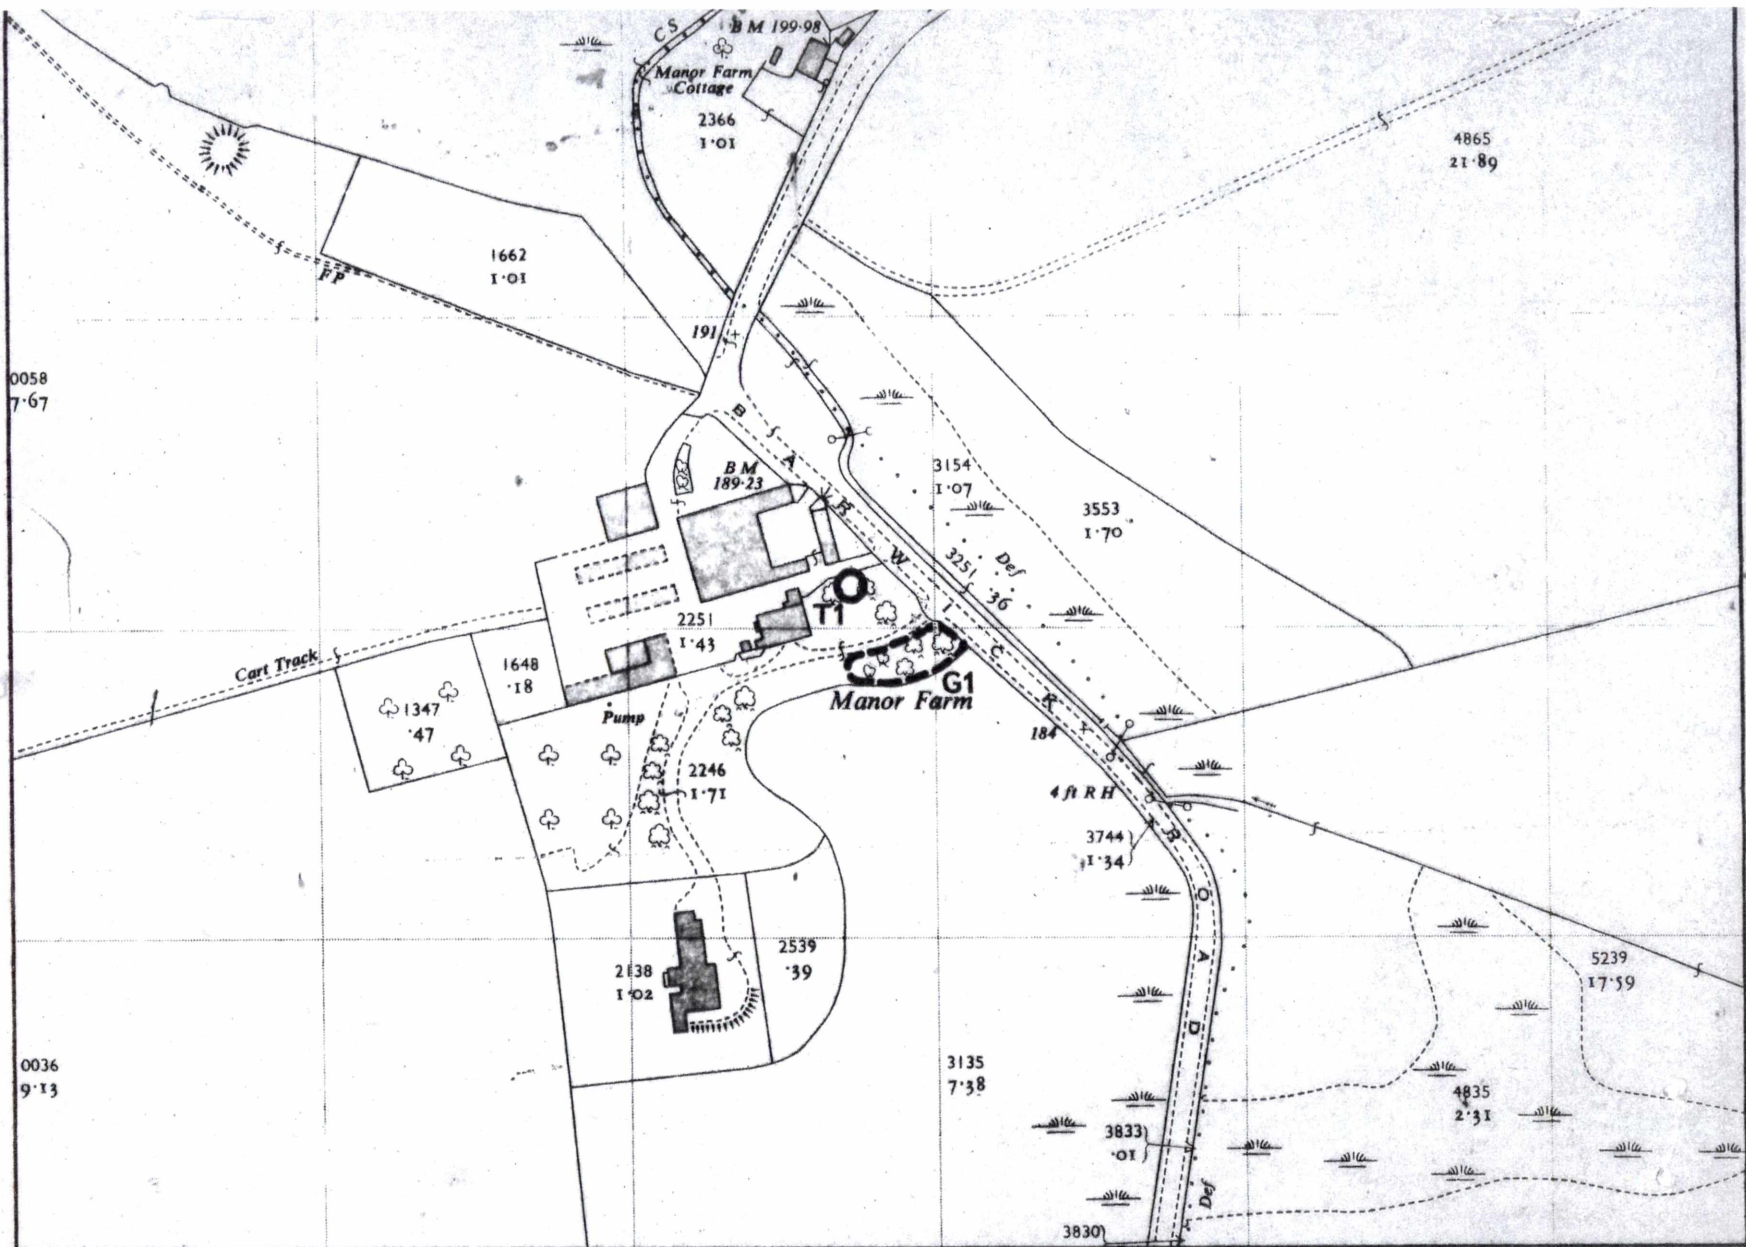 CS
B M 199·98
Manor Farm
Cottage
2366
1·01
4865
21·89
1662
1·01
F P
191
0058
7·67
BARWICK ROAD
B M
189·23
3154
1·07
3553
1·70
3251
·36
Def
T1
2251
1·43
Cart Track
1648
·18
1347
·47
G1
Manor Farm
Pump
184
2246
1·71
4 ft R H
3744
1·34
2539
·39
2138
1·02
5239
17·59
0036
9·13
3135
7·38
4835
2·31
3833
·01
Def
3830